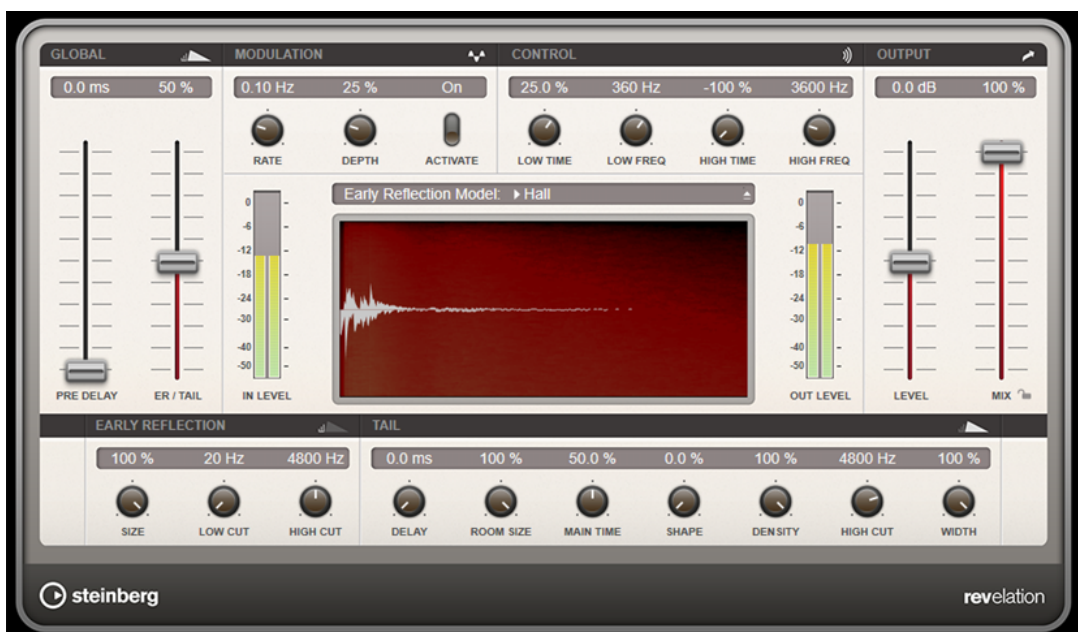 GLOBAL MODULATION CONTROL OUTPUT
0.0 ms 50 % 0.10 Hz 25 % On 25.0 % 360 Hz -100 % 3600 Hz 0.0 dB 100 %
RATE DEPTH ACTIVATE LOW TIME LOW FREQ HIGH TIME HIGH FREQ
Early Reflection Model: Hall
0 0
-6 -6
-12 -12
-18 -18
-24 -24
-30 -30
-40 -40
-50 -50
PRE DELAY ER / TAIL IN LEVEL OUT LEVEL LEVEL MIX
EARLY REFLECTION TAIL
100 % 20 Hz 4800 Hz 0.0 ms 100 % 50.0 % 0.0 % 100 % 4800 Hz 100 %
SIZE LOW CUT HIGH CUT DELAY ROOM SIZE MAIN TIME SHAPE DENSITY HIGH CUT WIDTH
steinberg revelation